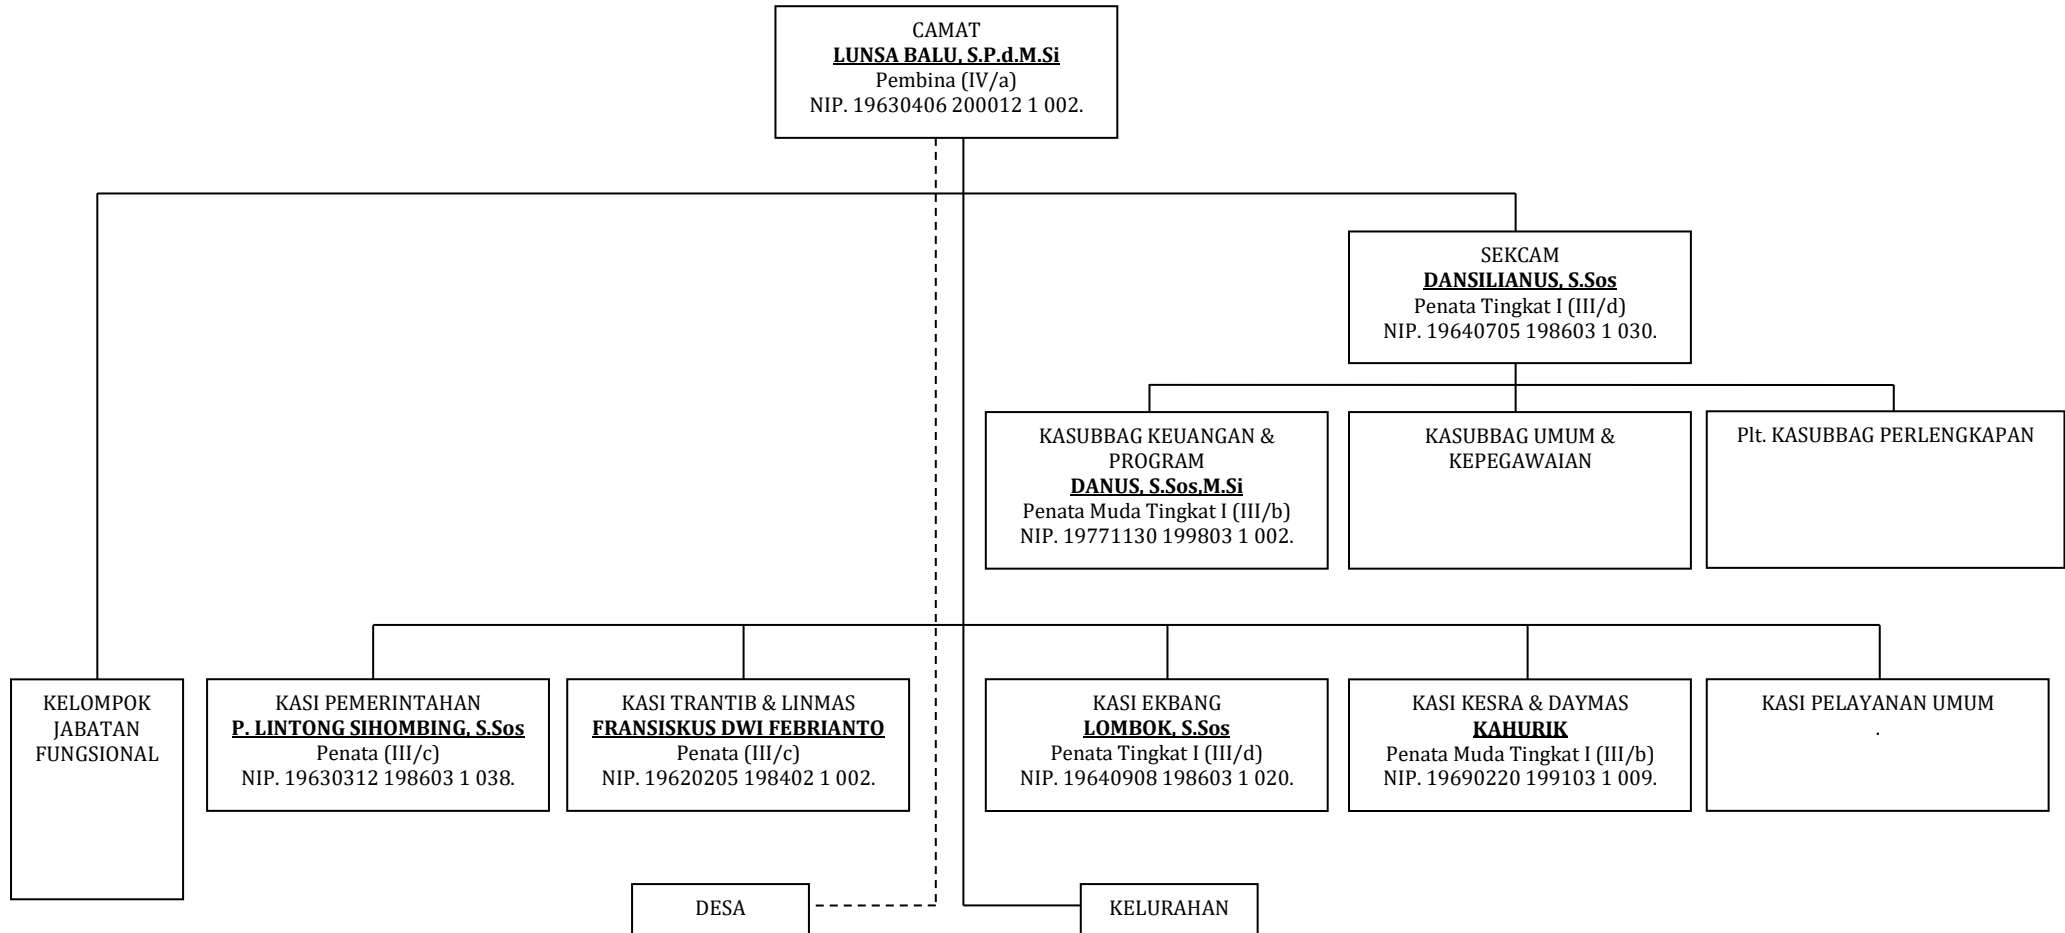 CAMAT
LUNSA BALU, S.P.d.M.Si
Pembina (IV/a)
NIP. 19630406 200012 1 002.
SEKCAM
DANSILIANUS, S.Sos
Penata Tingkat I (III/d)
NIP. 19640705 198603 1 030.
KASUBBAG KEUANGAN &
PROGRAM
DANUS, S.Sos,M.Si
Penata Muda Tingkat I (III/b)
NIP. 19771130 199803 1 002.
KASUBBAG UMUM &
KEPEGAWAIAN
Plt. KASUBBAG PERLENGKAPAN
KELOMPOK
JABATAN
FUNGSIONAL
KASI PEMERINTAHAN
P. LINTONG SIHOMBING, S.Sos
Penata (III/c)
NIP. 19630312 198603 1 038.
KASI TRANTIB & LINMAS
FRANSISKUS DWI FEBRIANTO
Penata (III/c)
NIP. 19620205 198402 1 002.
KASI EKBANG
LOMBOK, S.Sos
Penata Tingkat I (III/d)
NIP. 19640908 198603 1 020.
KASI KESRA & DAYMAS
KAHURIK
Penata Muda Tingkat I (III/b)
NIP. 19690220 199103 1 009.
KASI PELAYANAN UMUM
.
DESA
KELURAHAN